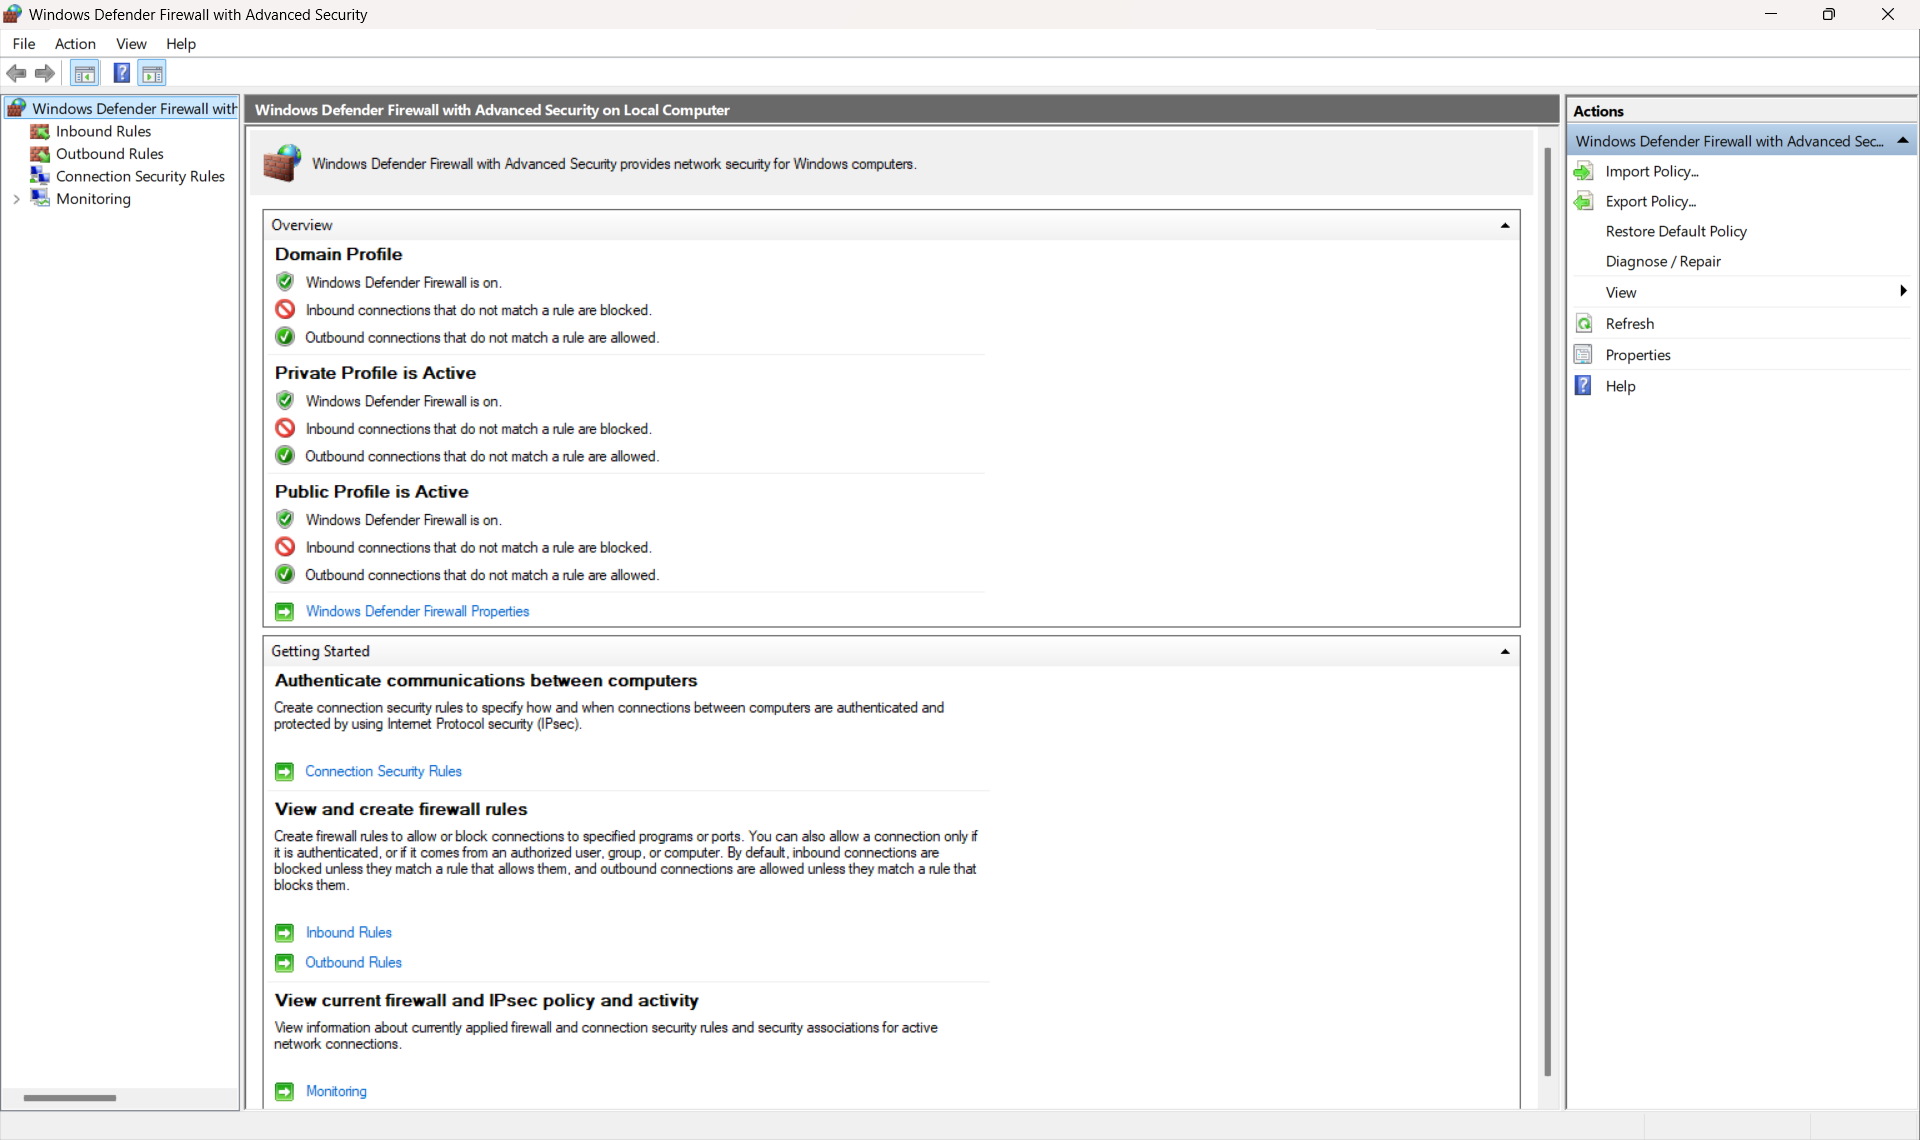 Windows Defender Firewall with Advanced Security
File Action View Help
Windows Defender Firewall with
Inbound Rules
Outbound Rules
Connection Security Rules
Monitoring
Windows Defender Firewall with Advanced Security on Local Computer
Windows Defender Firewall with Advanced Security provides network security for Windows computers.
Overview
Domain Profile
Windows Defender Firewall is on.
Inbound connections that do not match a rule are blocked.
Outbound connections that do not match a rule are allowed.
Private Profile is Active
Windows Defender Firewall is on.
Inbound connections that do not match a rule are blocked.
Outbound connections that do not match a rule are allowed.
Public Profile is Active
Windows Defender Firewall is on.
Inbound connections that do not match a rule are blocked.
Outbound connections that do not match a rule are allowed.
Windows Defender Firewall Properties
Getting Started
Authenticate communications between computers
Create connection security rules to specify how and when connections between computers are authenticated and
protected by using Internet Protocol security (IPsec).
Connection Security Rules
View and create firewall rules
Create firewall rules to allow or block connections to specified programs or ports. You can also allow a connection only if
it is authenticated, or if it comes from an authorized user, group, or computer. By default, inbound connections are
blocked unless they match a rule that allows them, and outbound connections are allowed unless they match a rule that
blocks them.
Inbound Rules
Outbound Rules
View current firewall and IPsec policy and activity
View information about currently applied firewall and connection security rules and security associations for active
network connections.
Monitoring
Actions
Windows Defender Firewall with Advanced Sec...
Import Policy...
Export Policy...
Restore Default Policy
Diagnose / Repair
View
Refresh
Properties
Help